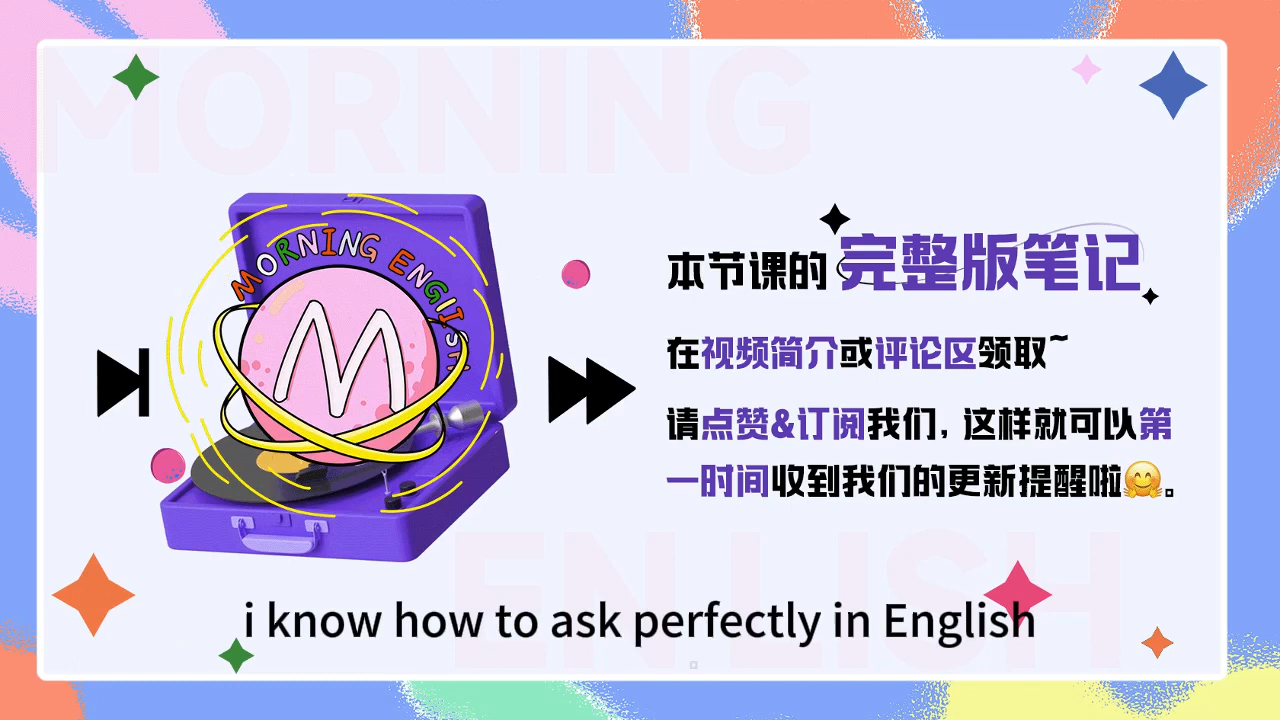 MORNING
MORNING ENGlISH
M
本节课的 完整版笔记
在视频简介或评论区领取~
请点赞&订阅我们，这样就可以第
一时间收到我们的更新提醒啦🤗。
EN LISH
i know how to ask perfectly in English